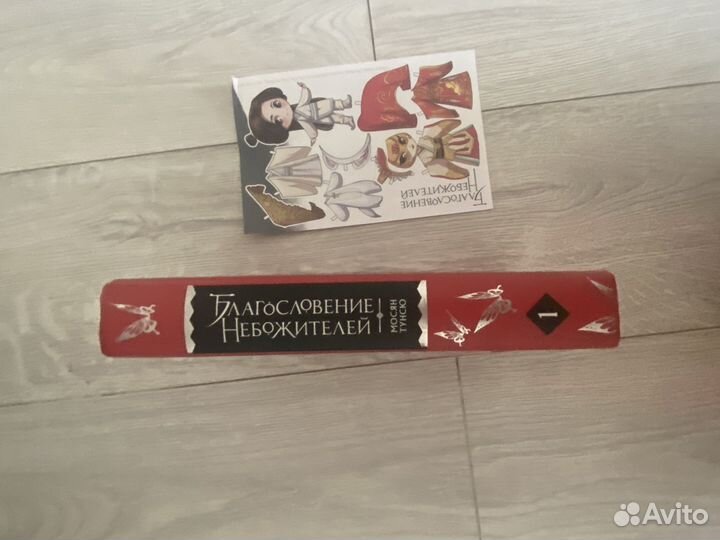 БЛАГОСЛОВЕНИЕ
НЕБОЖИТЕЛЕЙ
БЛАГОСЛОВЕНИЕ
НЕБОЖИТЕЛЕЙ
МОСЯН
ТУНСЮ
1
Avito